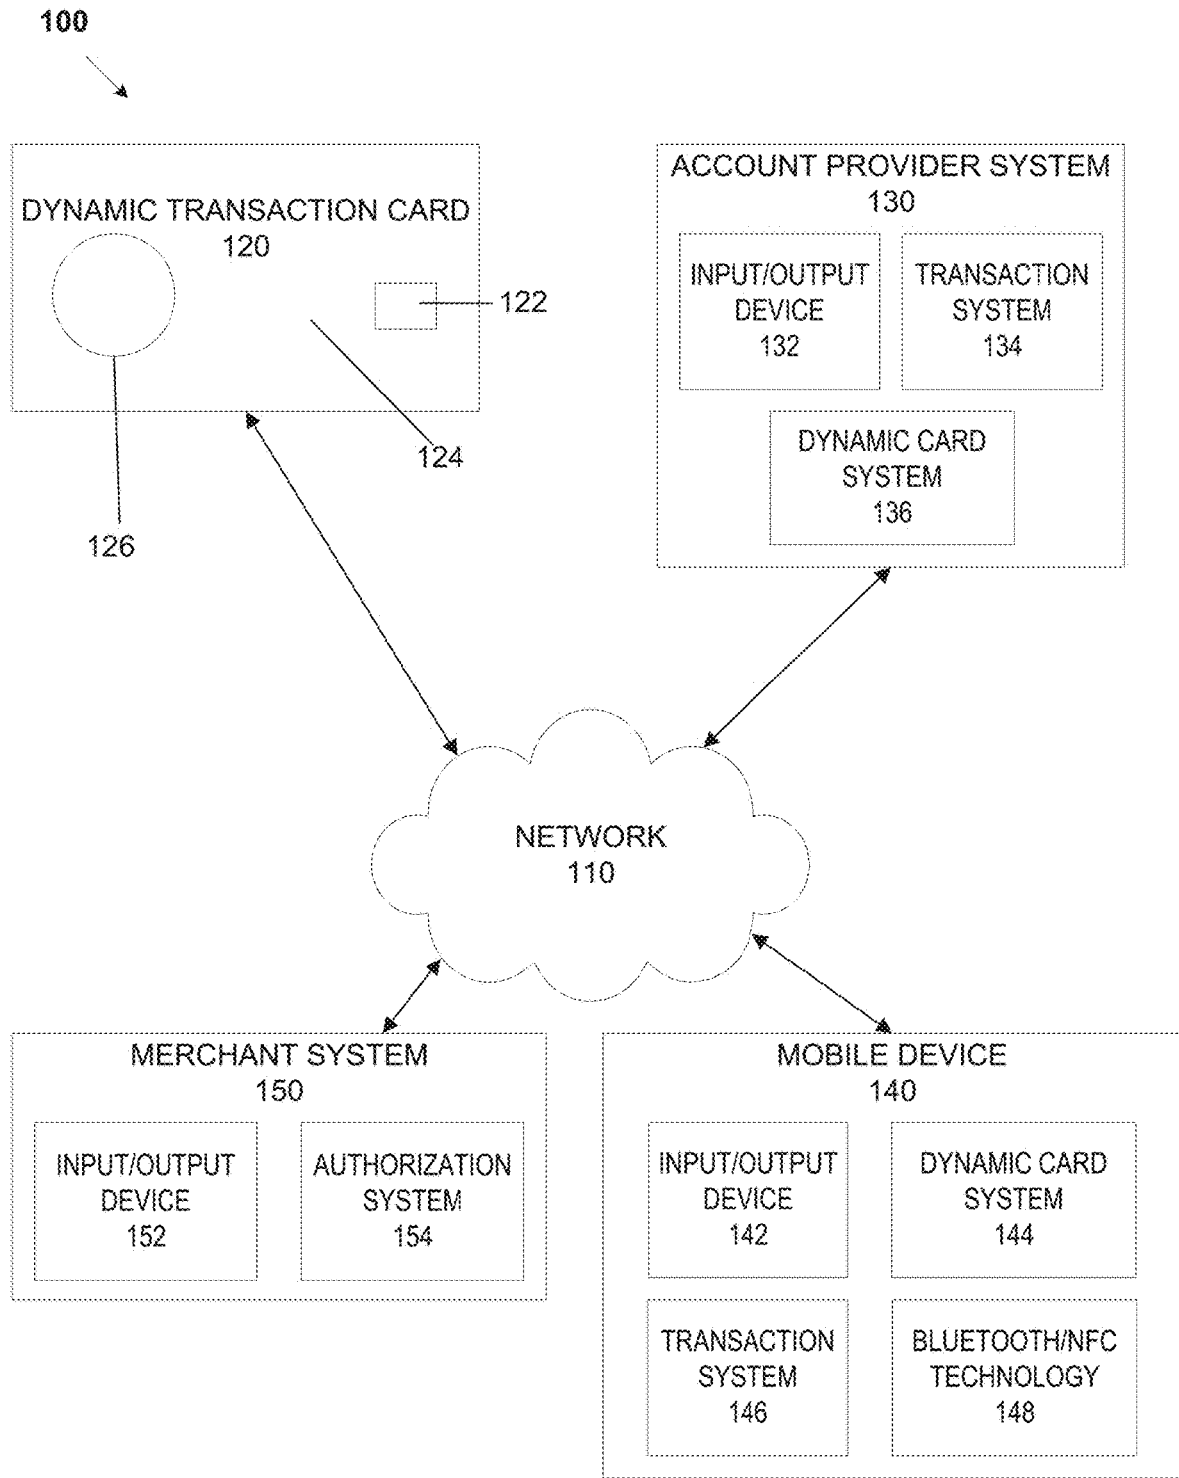 100
DYNAMIC TRANSACTION CARD
120
122
124
126
ACCOUNT PROVIDER SYSTEM
130
INPUT/OUTPUT
DEVICE
132
TRANSACTION
SYSTEM
134
DYNAMIC CARD
SYSTEM
136
NETWORK
110
MERCHANT SYSTEM
150
INPUT/OUTPUT
DEVICE
152
AUTHORIZATION
SYSTEM
154
MOBILE DEVICE
140
INPUT/OUTPUT
DEVICE
142
DYNAMIC CARD
SYSTEM
144
TRANSACTION
SYSTEM
146
BLUETOOTH/NFC
TECHNOLOGY
148